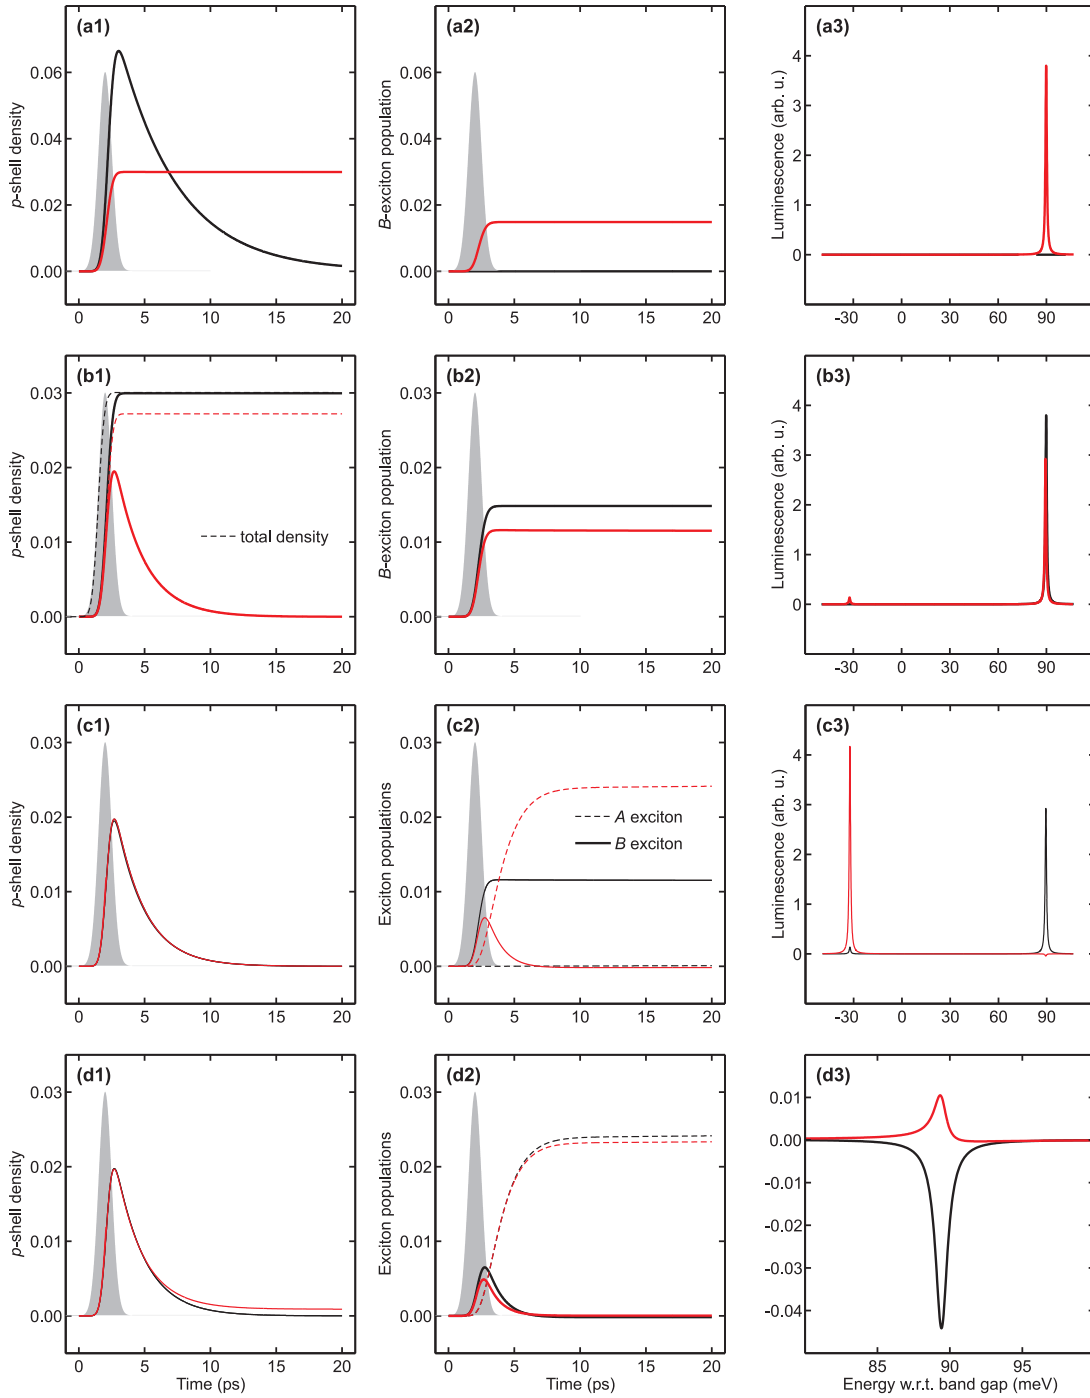 (a1)
p-shell density
0.06
0.04
0.02
0.00
0 5 10 15 20
(a2)
B-exciton population
0.06
0.04
0.02
0.00
0 5 10 15 20
(a3)
Luminescence (arb. u.)
4
3
2
1
0
-30 0 30 60 90
(b1)
p-shell density
0.03
0.02
0.01
0.00
total density
0 5 10 15 20
(b2)
B-exciton population
0.03
0.02
0.01
0.00
0 5 10 15 20
(b3)
Luminescence (arb. u.)
4
3
2
1
0
-30 0 30 60 90
(c1)
p-shell density
0.03
0.02
0.01
0.00
0 5 10 15 20
(c2)
Exciton populations
0.03
0.02
0.01
0.00
A exciton
B exciton
0 5 10 15 20
(c3)
Luminescence (arb. u.)
4
3
2
1
0
-30 0 30 60 90
(d1)
p-shell density
0.03
0.02
0.01
0.00
0 5 10 15 20
Time (ps)
(d2)
Exciton populations
0.03
0.02
0.01
0.00
0 5 10 15 20
Time (ps)
(d3)
0.01
0.00
-0.01
-0.02
-0.03
-0.04
85 90 95
Energy w.r.t. band gap (meV)